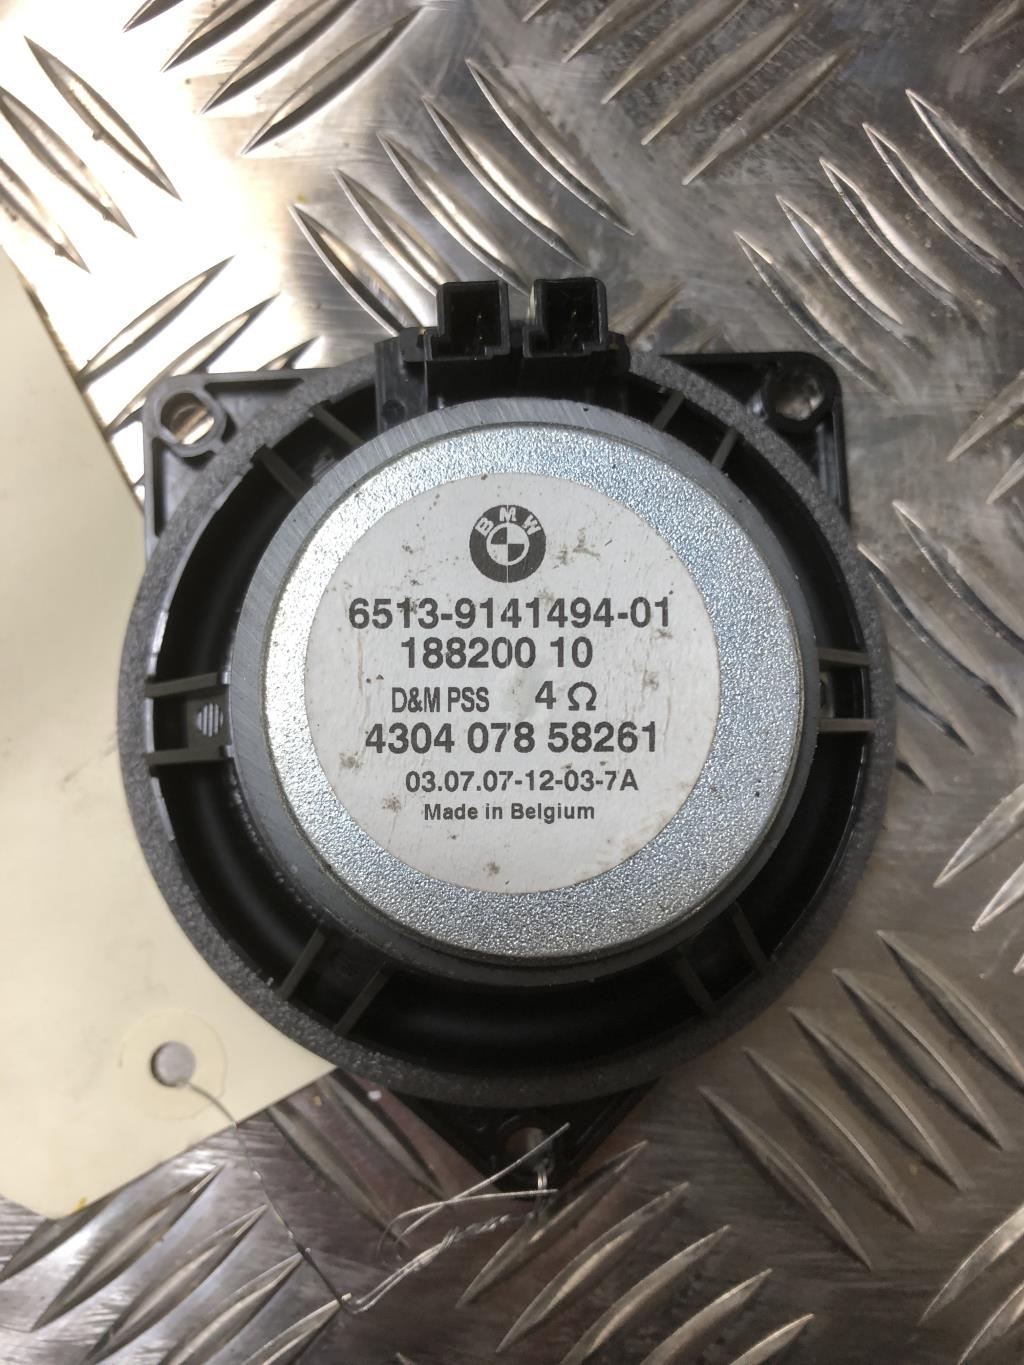 BMW
6513-9141494-01
188200 10
D&M PSS 4 Ω
4304 078 58261
03.07.07-12-03-7A
Made in Belgium